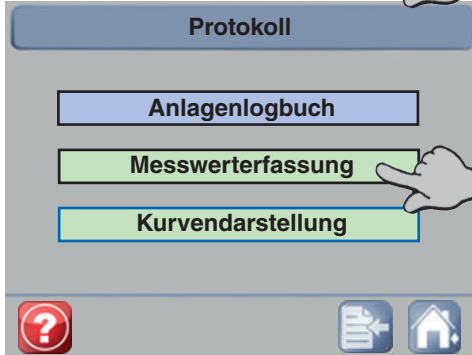 Protokoll
Anlagenlogbuch
Messwerterfassung
Kurvendarstellung
?